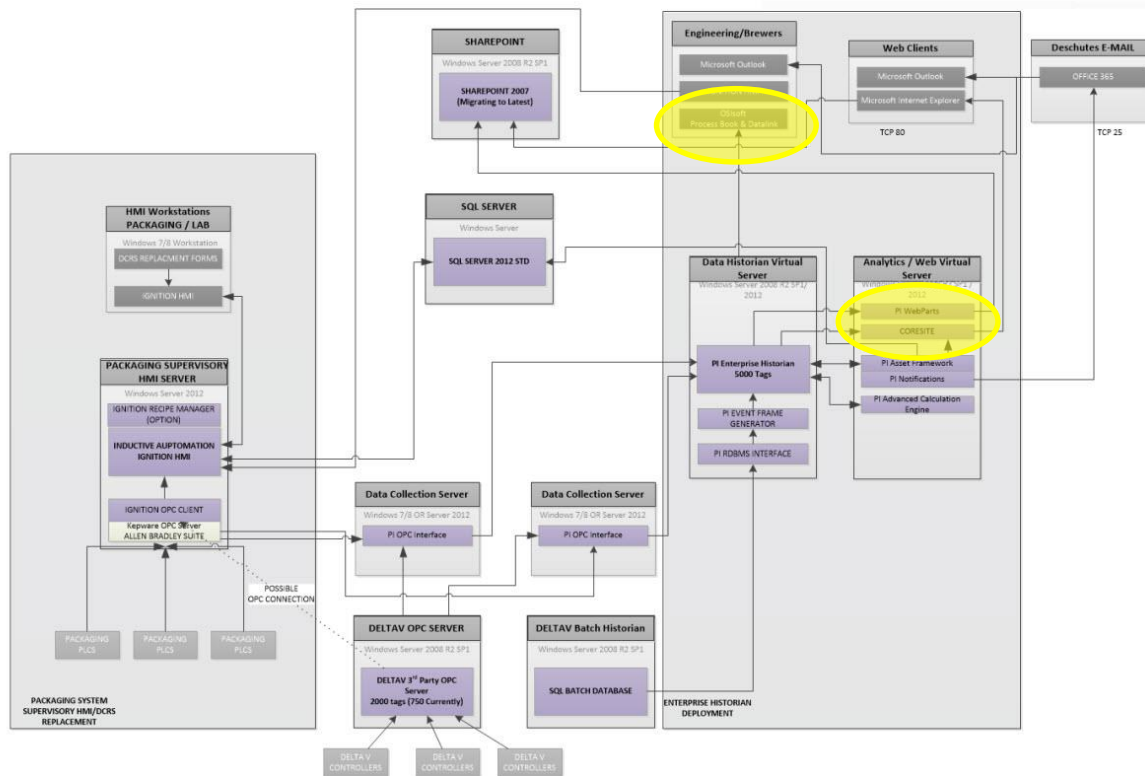 SHAREPOINT
Windows Server 2008 R2 SP1
SHAREPOINT 2007
(Migrating to Latest)
Engineering/Brewers
Microsoft Outlook
OSIsoft
Process Book & Datalink
Web Clients
Microsoft Outlook
Microsoft Internet Explorer
TCP 80
Deschutes E-MAIL
OFFICE 365
TCP 25
HMI Workstations
PACKAGING / LAB
Windows 7/8 Workstation
DCRS REPLACMENT FORMS
IGNITION HMI
SQL SERVER
Windows Server
SQL SERVER 2012 STD
Data Historian Virtual
Server
Windows Server 2008 R2 SP1/
2012
PI Enterprise Historian
5000 Tags
PI EVENT FRAME
GENERATOR
PI RDBMS INTERFACE
Analytics / Web Virtual
Server
2012
PI WebParts
CORESITE
PI Asset Framework
PI Notifications
PI Advanced Calculation
Engine
PACKAGING SUPERVISORY
HMI SERVER
Windows Server 2012
IGNITION RECIPE MANAGER
(OPTION)
INDUCTIVE AUPTOMATION
IGNITION HMI
IGNITION OPC CLIENT
Kepware OPC Server
ALLEN BRADLEY SUITE
Data Collection Server
Windows 7/8 OR Server 2012
PI OPC Interface
Data Collection Server
Windows 7/8 OR Server 2012
PI OPC Interface
POSSIBLE
OPC CONNECTION
PACKAGING
PLCS
PACKAGING
PLCS
PACKAGING
PLCS
DELTAV OPC SERVER
Windows Server 2008 R2 SP1
DELTAV 3rd Party OPC
Server
2000 tags (750 Currently)
DELTAV Batch Historian
Windows Server 2008 R2 SP1
SQL BATCH DATABASE
PACKAGING SYSTEM
SUPERVISORY HMI/DCRS
REPLACEMENT
ENTERPRISE HISTORIAN
DEPLOYMENT
DELTA V
CONTROLLERS
DELTA V
CONTROLLERS
DELTA V
CONTROLLERS